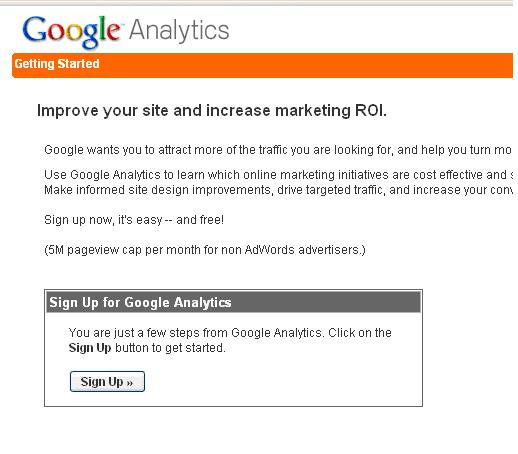 Google Analytics
Getting Started
Improve your site and increase marketing ROI.
Google wants you to attract more of the traffic you are looking for, and help you turn mo
Use Google Analytics to learn which online marketing initiatives are cost effective and s
Make informed site design improvements, drive targeted traffic, and increase your conv
Sign up now, it's easy -- and free!
(5M pageview cap per month for non AdWords advertisers.)
Sign Up for Google Analytics
You are just a few steps from Google Analytics. Click on the
Sign Up button to get started.
Sign Up »